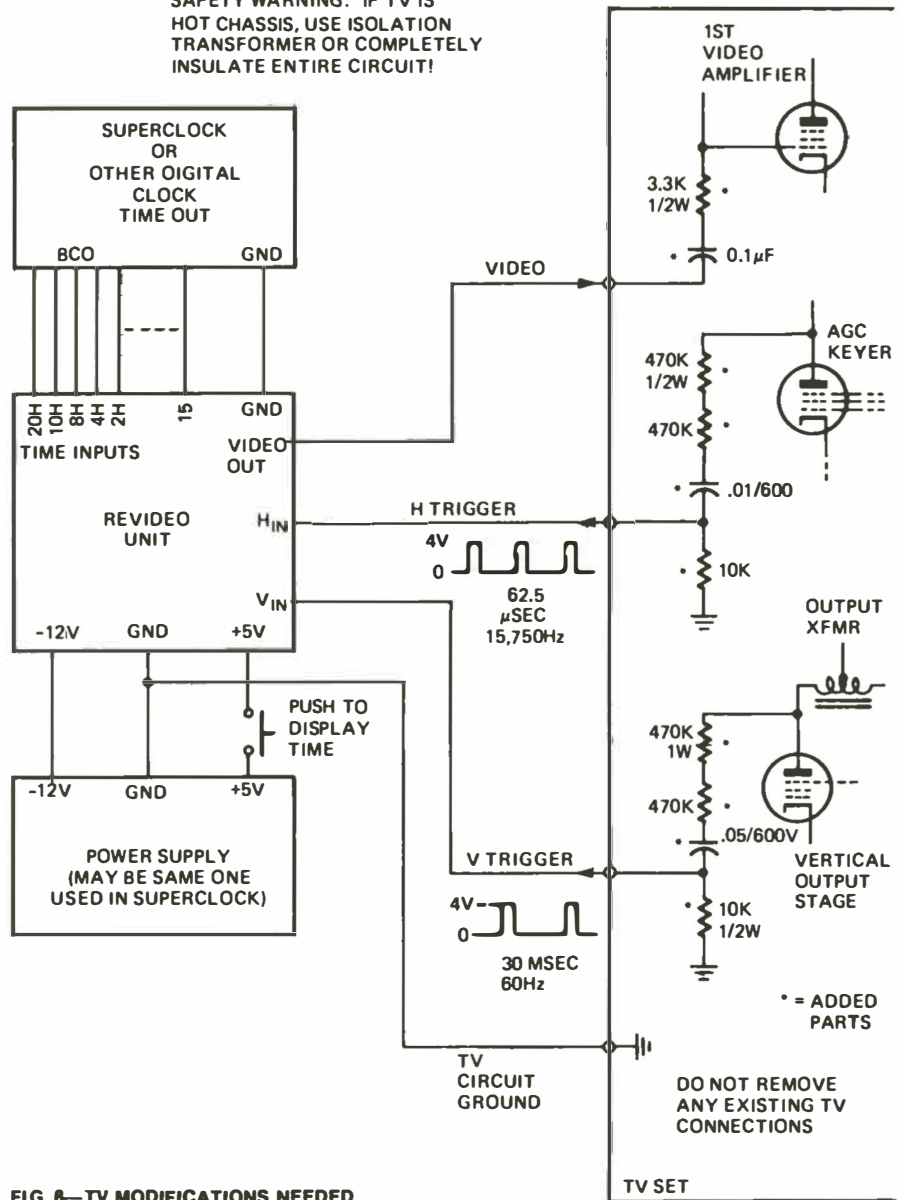 SAFETY WARNING: IF TV IS
HOT CHASSIS, USE ISOLATION
TRANSFORMER OR COMPLETELY
INSULATE ENTIRE CIRCUIT!
SUPERCLOCK
OR
OTHER OIGITAL
CLOCK
TIME OUT
BCO
GND
20H
10H
8H
4H
2H
15
GND
TIME INPUTS
VIDEO
OUT
REVIDEO
UNIT
HIN
VIN
-12V
GND
+5V
PUSH TO
DISPLAY
TIME
-12V
GND
+5V
POWER SUPPLY
(MAY BE SAME ONE
USED IN SUPERCLOCK)
VIDEO
H TRIGGER
4V
0
62.5
μSEC
15,750Hz
V TRIGGER
4V
0
30 MSEC
60Hz
TV
CIRCUIT
GROUND
1ST
VIDEO
AMPLIFIER
3.3K
1/2W
*
* 0.1μF
AGC
KEYER
470K
1/2W
*
470K
*
* .01/600
* 10K
OUTPUT
XFMR
470K
1W
*
470K
*
* .05/600V
VERTICAL
OUTPUT
STAGE
* 10K
1/2W
* = ADDED
PARTS
DO NOT REMOVE
ANY EXISTING TV
CONNECTIONS
TV SET
FIG. 8—TV MODIFICATIONS NEEDED